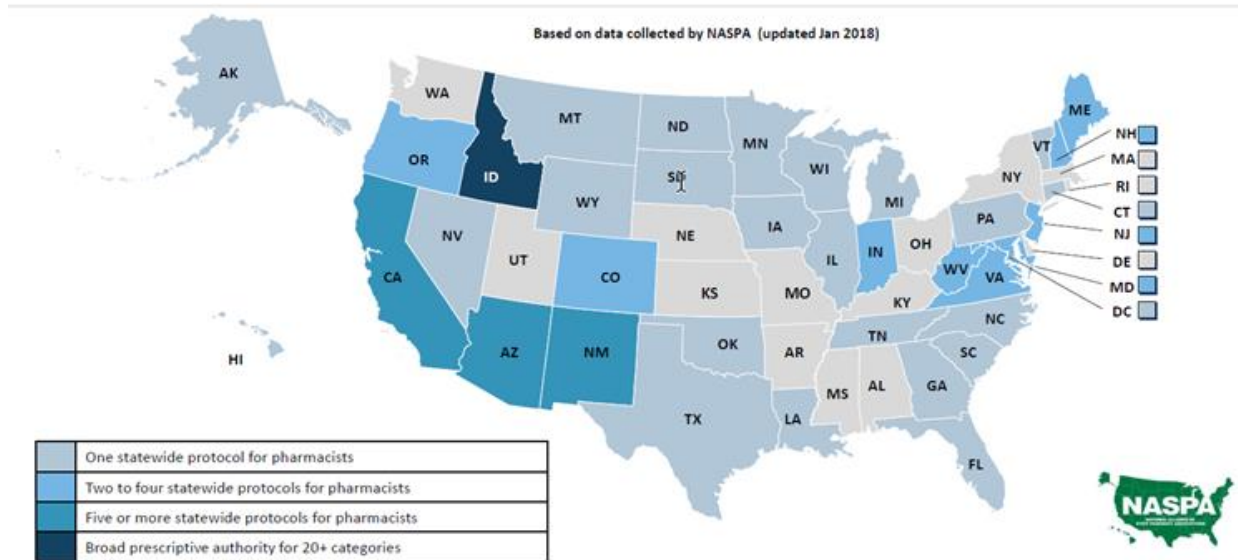 Based on data collected by NASPA (updated Jan 2018)
AK
WA
MT
ND
MN
ME
OR
ID
SD
WI
VT
NH
MA
NY
RI
WY
MI
CT
IA
PA
NJ
NV
NE
OH
IN
DE
UT
IL
WV
VA
MD
CA
CO
KS
MO
KY
DC
NC
TN
AZ
NM
OK
AR
SC
HI
MS
AL
GA
TX
LA
FL
One statewide protocol for pharmacists
Two to four statewide protocols for pharmacists
Five or more statewide protocols for pharmacists
Broad prescriptive authority for 20+ categories
NASPA